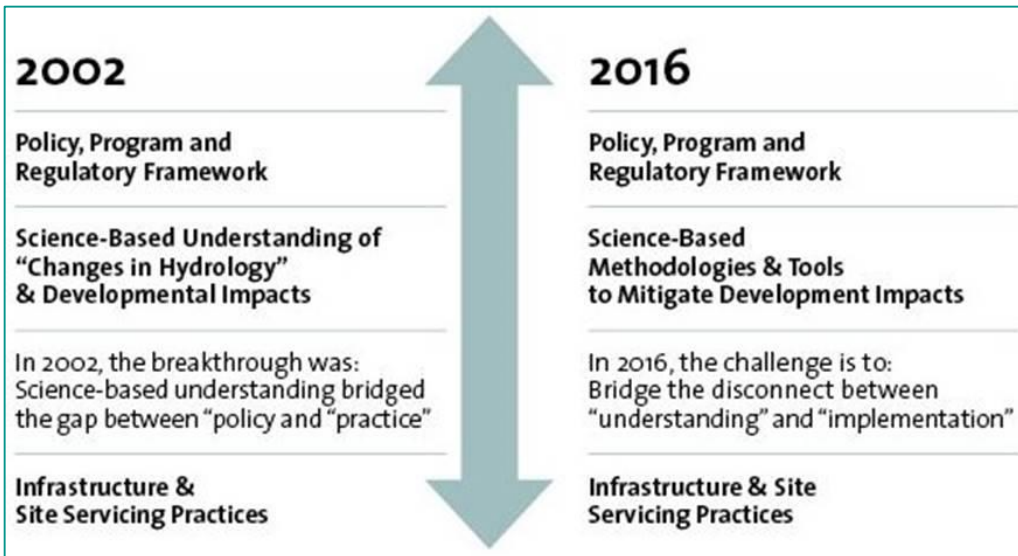 2002
Policy, Program and
Regulatory Framework
Science-Based Understanding of
“Changes in Hydrology”
& Developmental Impacts
In 2002, the breakthrough was:
Science-based understanding bridged
the gap between “policy and “practice”
Infrastructure &
Site Servicing Practices
2016
Policy, Program and
Regulatory Framework
Science-Based
Methodologies & Tools
to Mitigate Development Impacts
In 2016, the challenge is to:
Bridge the disconnect between
“understanding” and “implementation”
Infrastructure & Site
Servicing Practices